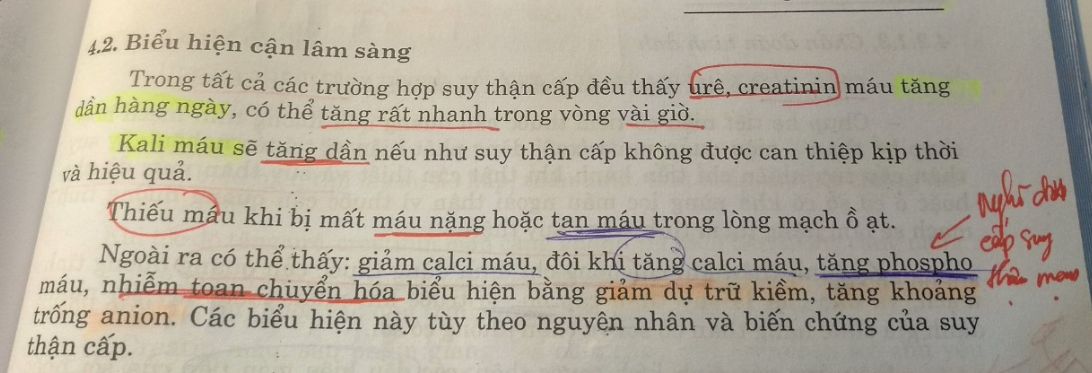 4.2. Biểu hiện cận lâm sàng
Trong tất cả các trường hợp suy thận cấp đều thấy urê, creatinin máu tăng
dần hàng ngày, có thể tăng rất nhanh trong vòng vài giờ.
Kali máu sẽ tăng dần nếu như suy thận cấp không được can thiệp kịp thời
và hiệu quả.
Thiếu máu khi bị mất máu nặng hoặc tan máu trong lòng mạch ồ ạt.
Ngoài ra có thể thấy: giảm calci máu, đôi khi tăng calci máu, tăng phospho
máu, nhiễm toan chuyển hóa biểu hiện bằng giảm dự trữ kiềm, tăng khoảng
trống anion. Các biểu hiện này tùy theo nguyên nhân và biến chứng của suy
thận cấp.
Nghĩ
cấp suy
thận mạn